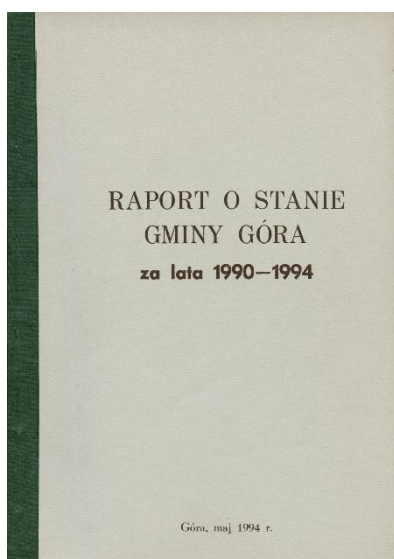 RAPORT O STANIE
GMINY GÓRA
za lata 1990—1994
Góra, maj 1994 r.